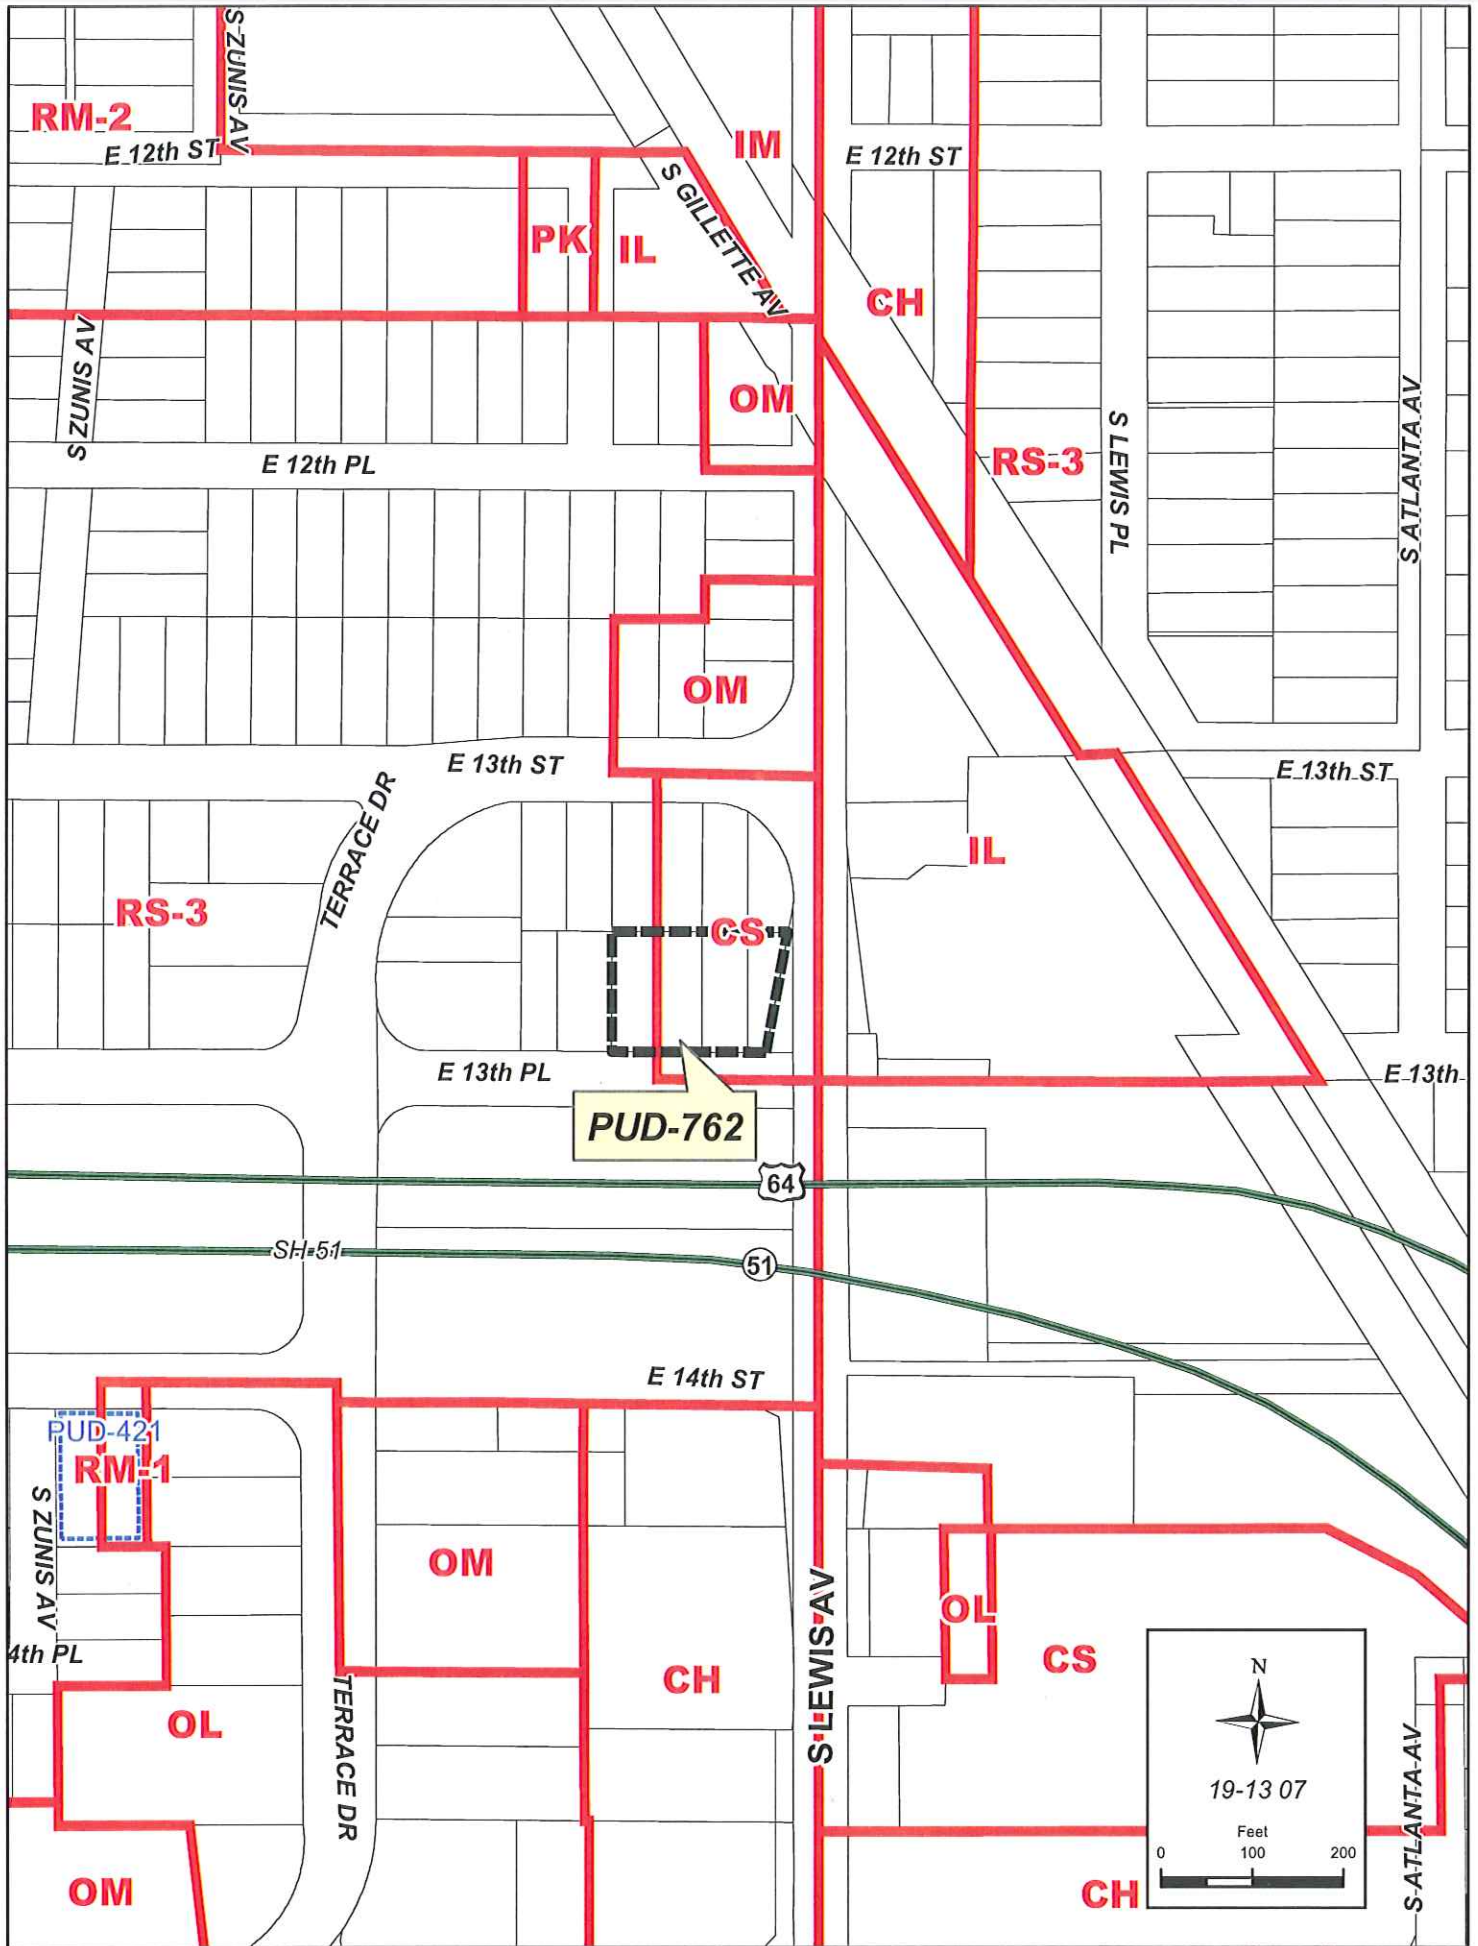 S ZUNIS AV
RM-2
E 12th ST
IM
E 12th ST
S GILLETTE AV
PK
IL
CH
S ZUNIS AV
OM
S LEWIS PL
S ATLANTA AV
E 12th PL
RS-3
OM
E 13th ST
E 13th ST
TERRACE DR
IL
RS-3
CS
E 13th PL
E 13th
PUD-762
64
SH-51
51
E 14th ST
PUD-421
RM-1
S ZUNIS AV
OM
OL
S LEWIS AV
4th PL
CS
CH
N
OL
TERRACE DR
S ATLANTA AV
19-13 07
Feet
0 100 200
OM
CH